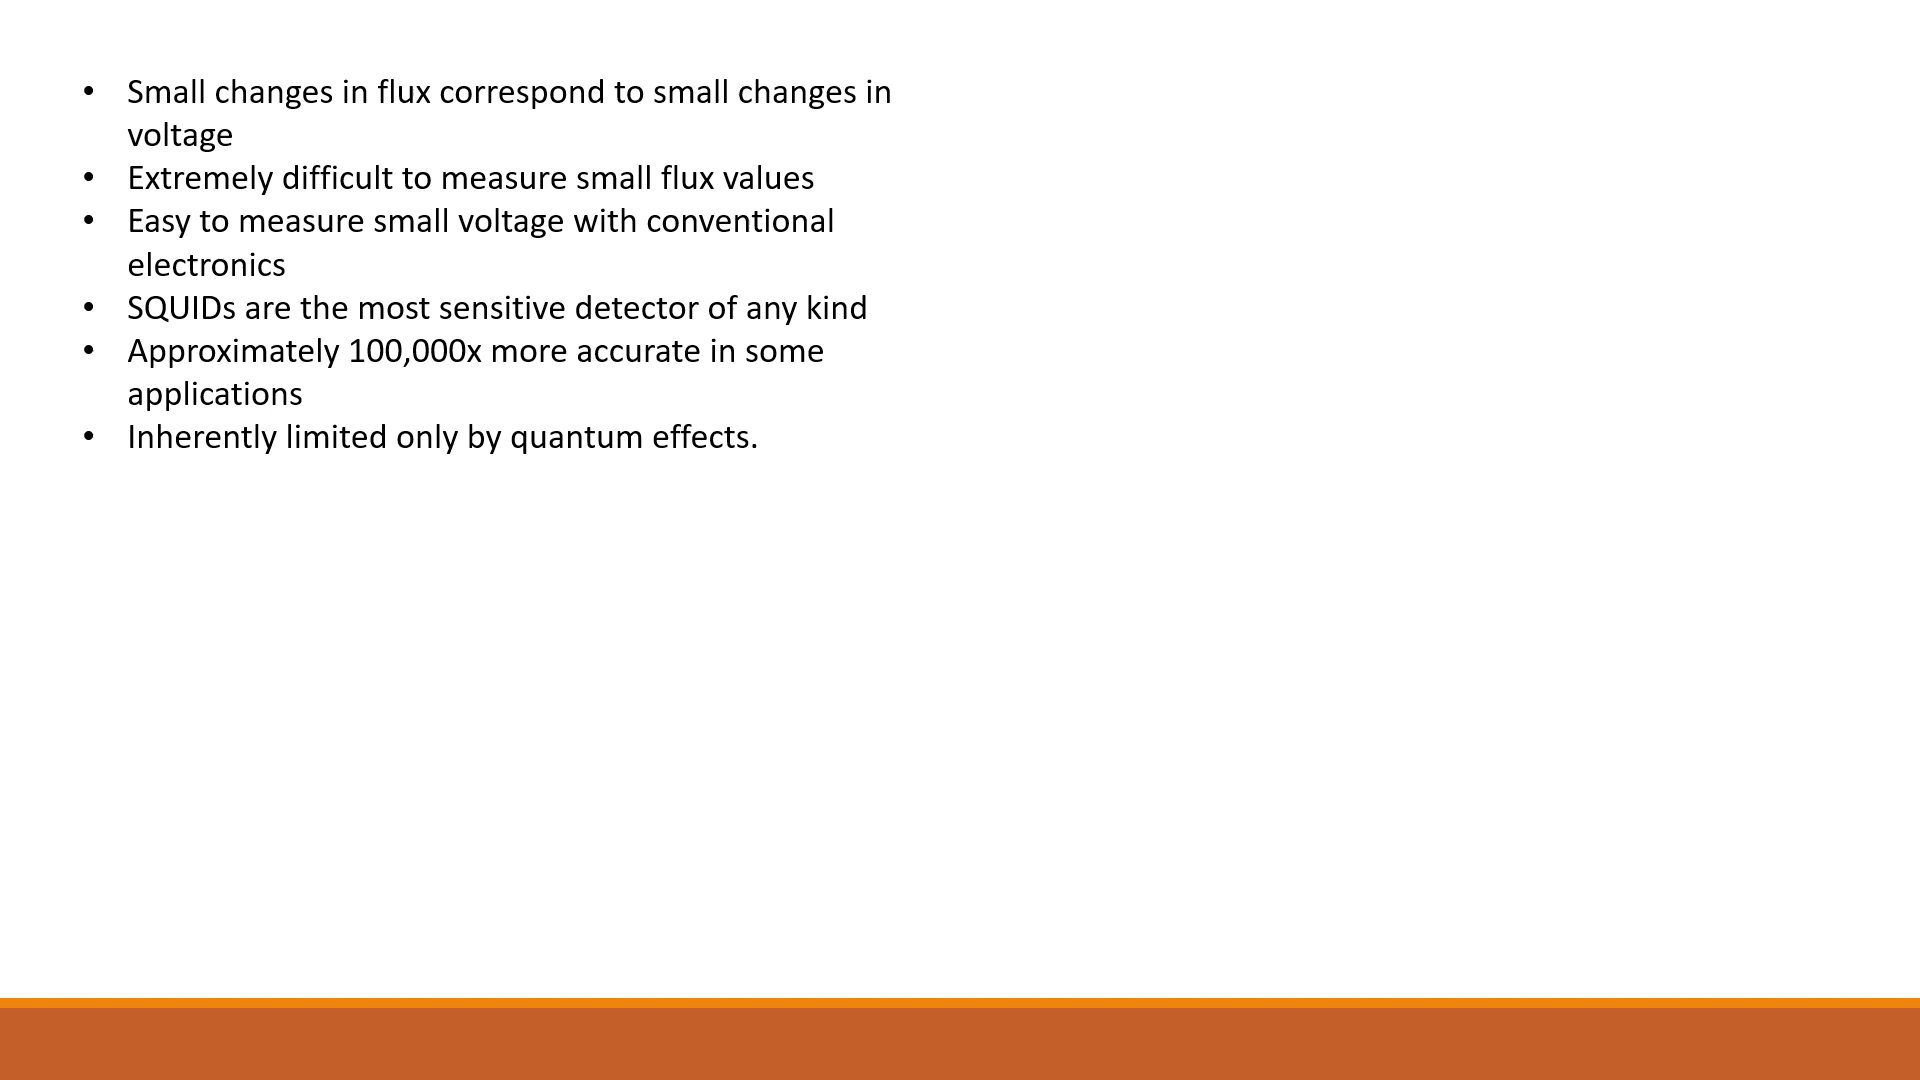 • Small changes in flux correspond to small changes in
voltage
• Extremely difficult to measure small flux values
• Easy to measure small voltage with conventional
electronics
• SQUIDs are the most sensitive detector of any kind
• Approximately 100,000x more accurate in some
applications
• Inherently limited only by quantum effects.